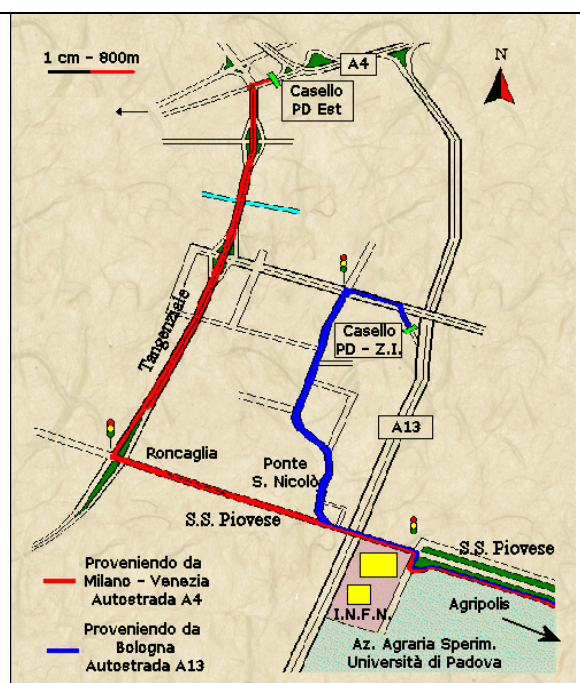 1 cm - 800m
A4
N
Casello
PD Est
Tangenziale
Casello
PD - Z.I.
A13
Roncaglia
Ponte
S. Nicolò
S.S. Piovese
S.S. Piovese
Proveniendo da
Milano - Venezia
Autostrada A4
I.N.F.N.
Agripolis
Proveniendo da
Bologna
Autostrada A13
Az. Agraria Sperim.
Università di Padova